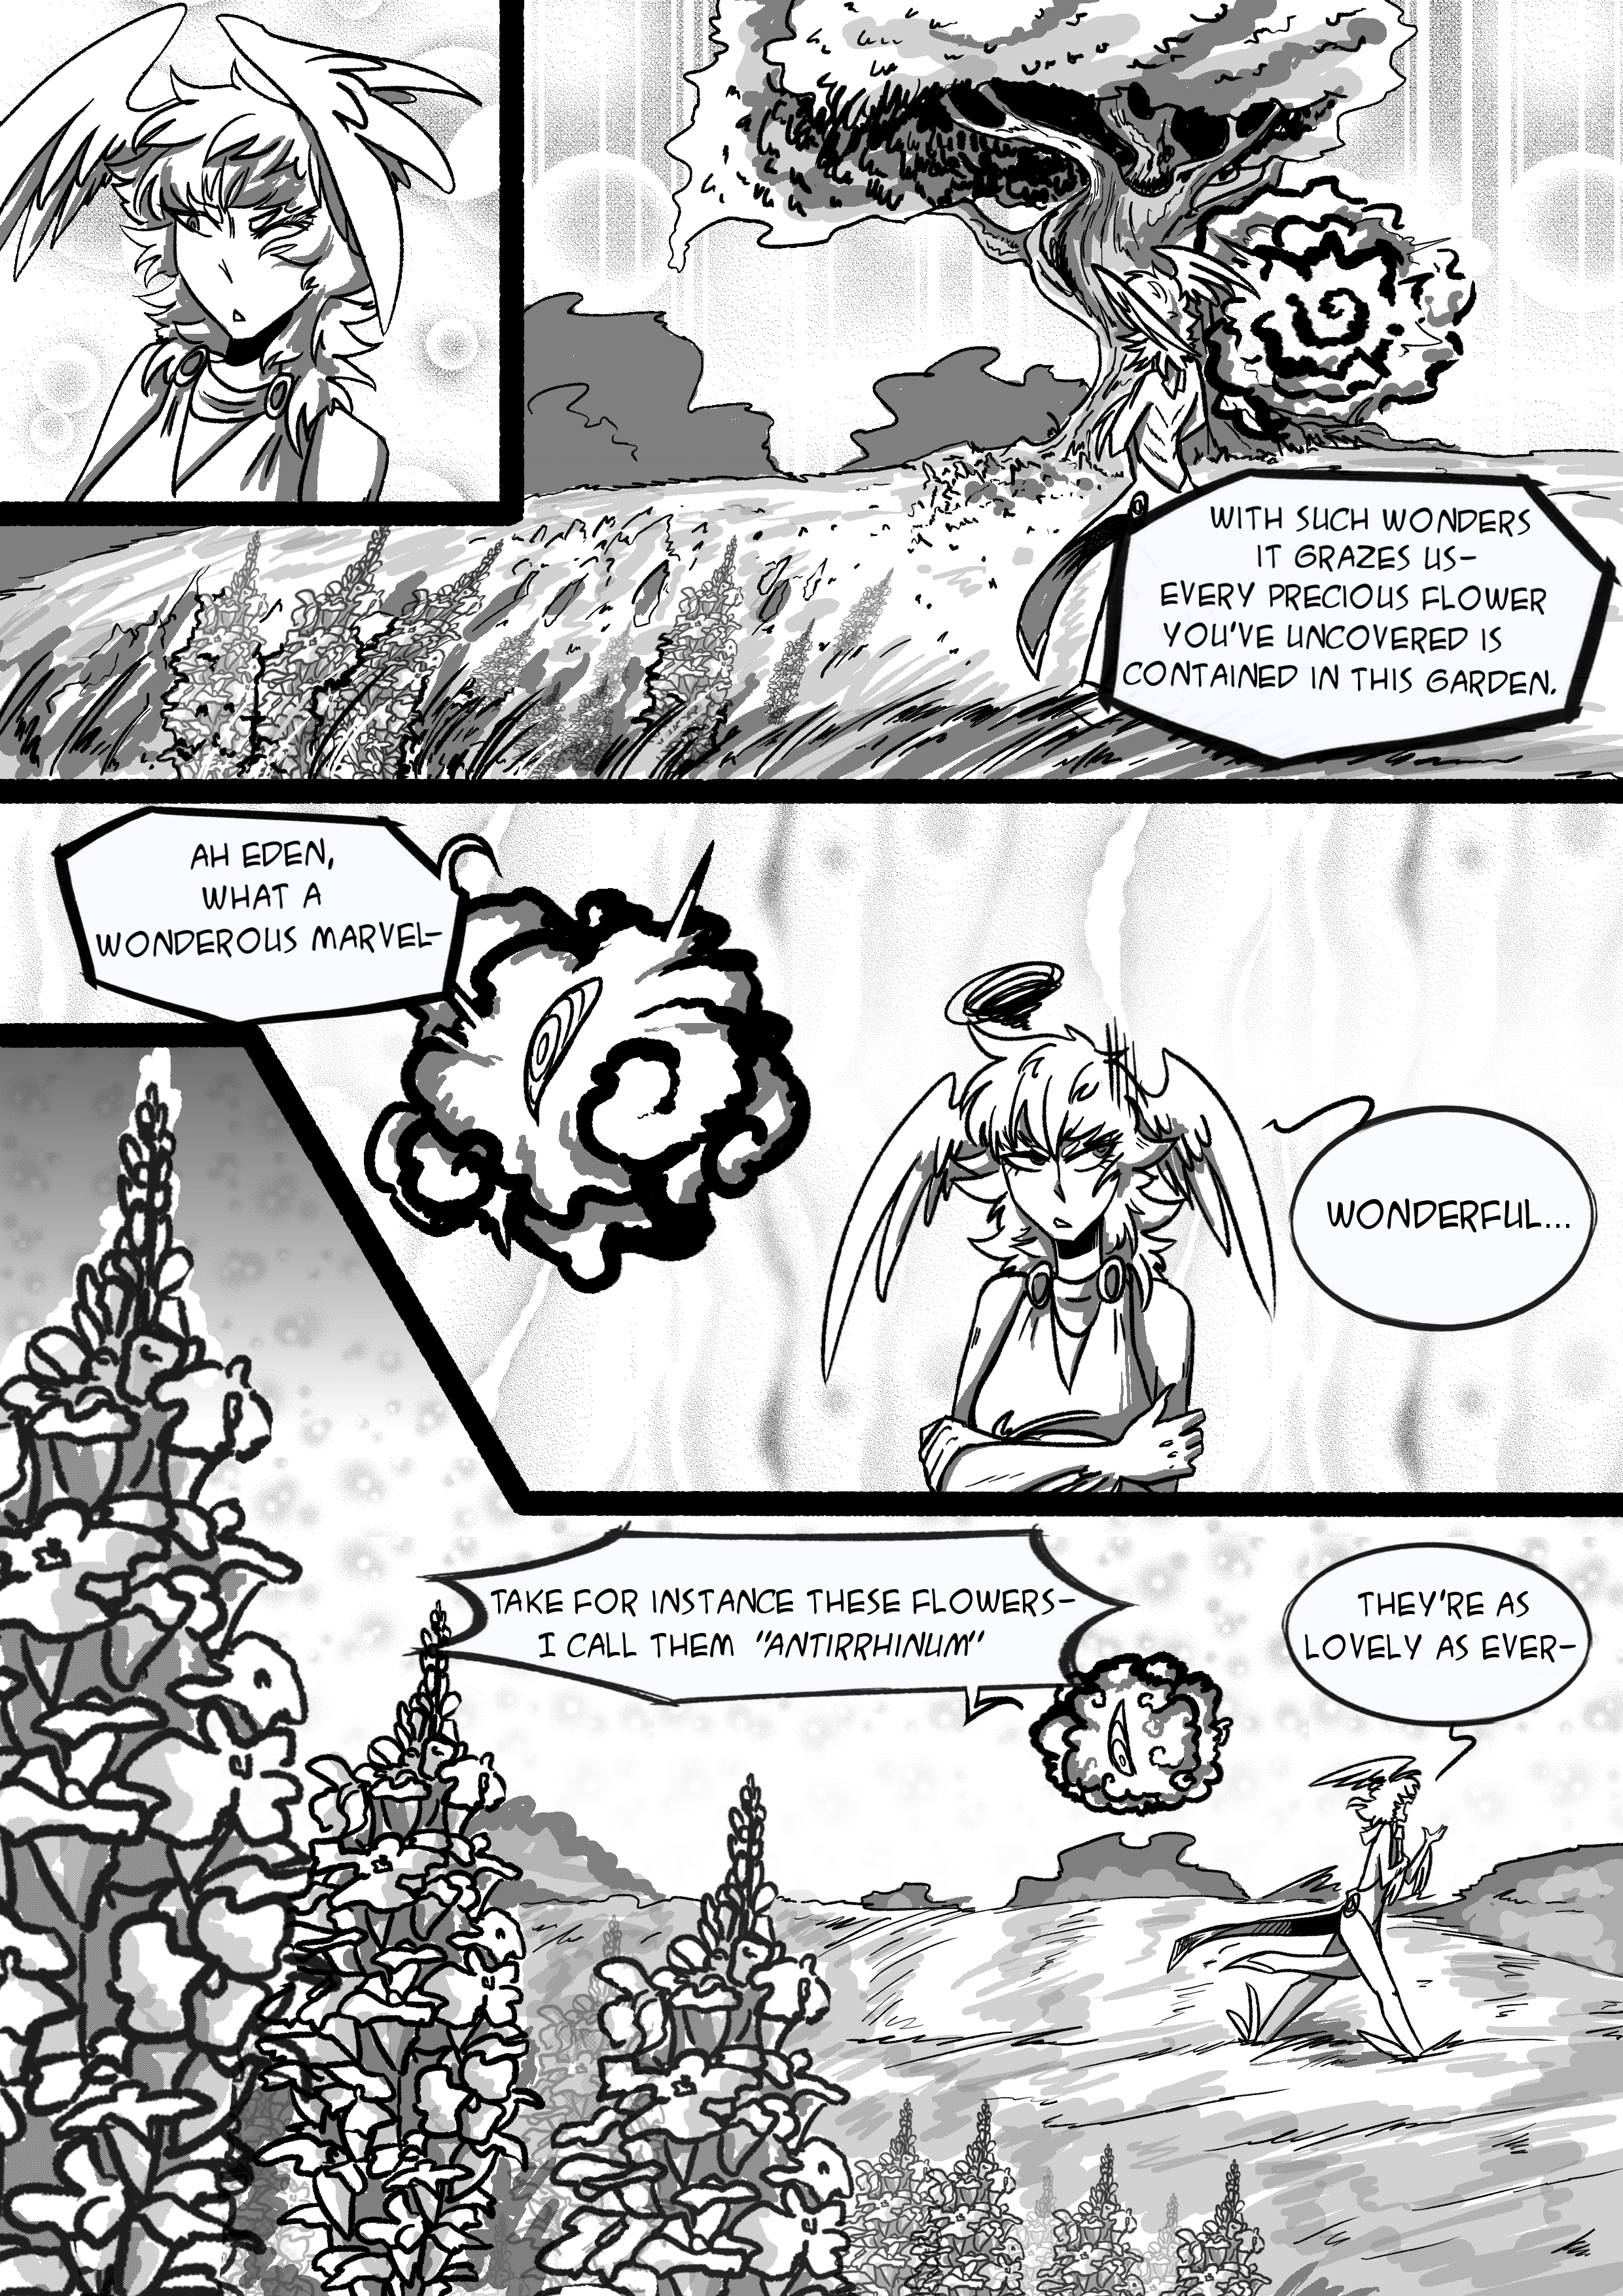 WITH SUCH WONDERS
IT GRAZES US-
EVERY PRECIOUS FLOWER
YOU'VE UNCOVERED IS
CONTAINED IN THIS GARDEN.
AH EDEN,
WHAT A
WONDEROUS MARVEL-
WONDERFUL...
TAKE FOR INSTANCE THESE FLOWERS-
I CALL THEM "ANTIRRHINUM"
THEY'RE AS
LOVELY AS EVER-